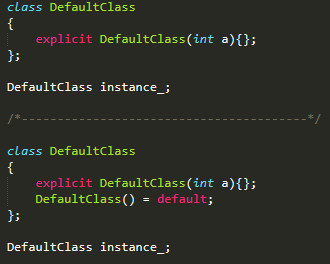 class DefaultClass
{
    explicit DefaultClass(int a){};
};
DefaultClass instance_;
/*----------------------------------------*/
class DefaultClass
{
    explicit DefaultClass(int a){};
    DefaultClass() = default;
};
DefaultClass instance_;